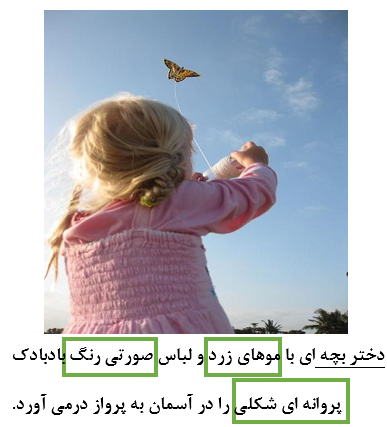 دختر بچه ای با موهای زرد و لباس صورتی رنگ بادبادک
پروانه ای شکلی را در آسمان به پرواز درمی آورد.